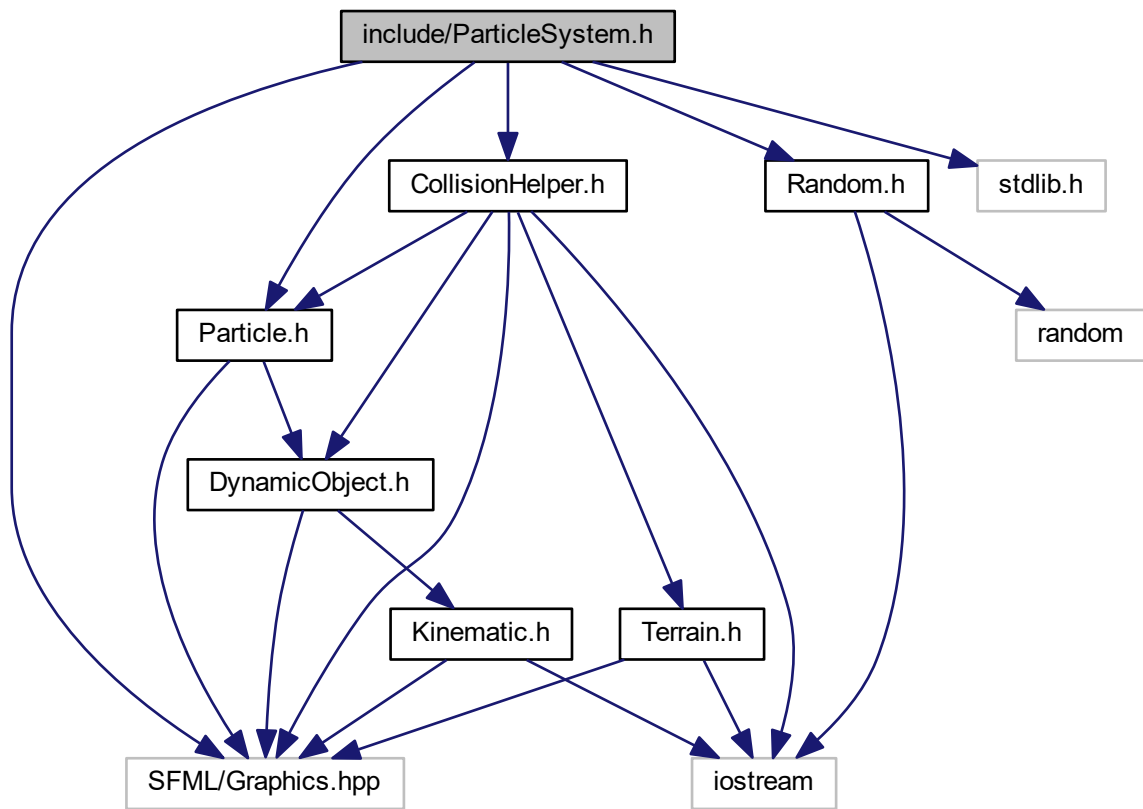 include/ParticleSystem.h
CollisionHelper.h
Random.h
stdlib.h
Particle.h
random
DynamicObject.h
Kinematic.h
Terrain.h
SFML/Graphics.hpp
iostream